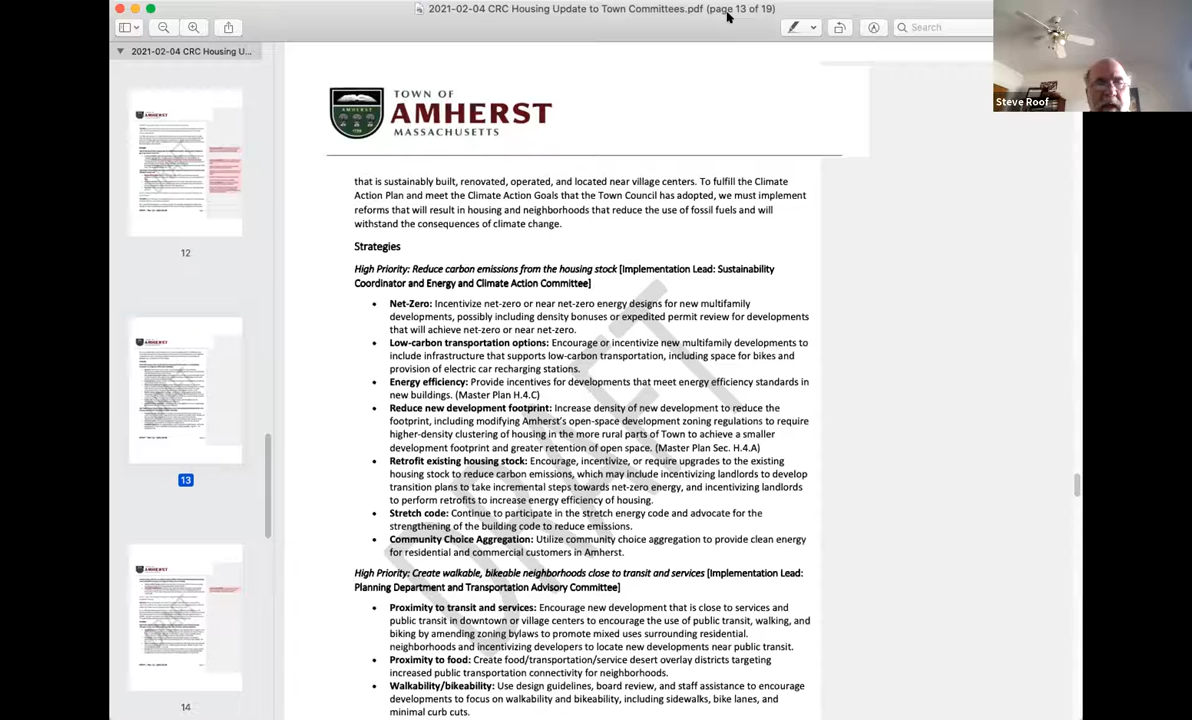 2021-02-04 CRC Housing Update to Town Committees.pdf (page 13 of 19)
Search
2021-02-04 CRC Housing U...
Steve Roof
12
13
14
TOWN OF
AMHERST
MASSACHUSETTS
AMHERST
that is sustainably built, renovated, operated, and located near village centers. To fulfill the Climate
Action Plan and meet the Climate Action Goals that the Town Council has adopted, we must implement
reforms that will result in housing and neighborhoods that reduce the use of fossil fuels and will
withstand the consequences of climate change.
Strategies
High Priority: Reduce carbon emissions from the housing stock [Implementation Lead: Sustainability
Coordinator and Energy and Climate Action Committee]
• Net-Zero: Incentivize net-zero or near net-zero energy designs for new multifamily
developments, possibly including density bonuses or expedited permit review for developments
that will achieve net-zero or near net-zero.
• Low-carbon transportation options: Encourage or incentivize new multifamily developments to
include infrastructure that supports low-carbon transportation, including space for bikes and
provision of electric car recharging stations.
• Energy efficiency: Provide incentives for developments that meet energy efficiency standards in
new buildings. (Master Plan H.4.C)
• Reduce new development footprint: Increase density of new development to reduce the
footprint, including modifying Amherst's open-space development zoning regulations to require
higher-density clustering of housing in the more rural parts of Town to achieve a smaller
development footprint and greater retention of open space. (Master Plan Sec. H.4.A)
• Retrofit existing housing stock: Encourage, incentivize, or require upgrades to the existing
housing stock to reduce carbon emissions, which may include incentivizing landlords to develop
transition plans to take incremental steps towards net-zero energy, and incentivizing landlords
to perform retrofits to increase energy efficiency of housing.
• Stretch code: Continue to participate in the stretch energy code and advocate for the
strengthening of the building code to reduce emissions.
• Community Choice Aggregation: Utilize community choice aggregation to provide clean energy
for residential and commercial customers in Amherst.
High Priority: Create walkable, bikeable neighborhoods close to transit and services [Implementation Lead:
Planning Department and Transportation Advisory Committee]
• Proximity to transit and services: Encourage new development that is close to services and
public transit in downtown or village centers to encourage the use of public transit, walking, and
biking by amending zoning bylaws to promote mixed uses surrounding residential.
neighborhoods and incentivizing developers to locate new developments near public transit.
• Proximity to food: Create food/transportation/service desert overlay districts targeting
increased public transportation connectivity for neighborhoods.
• Walkability/bikeability: Use design guidelines, board review, and staff assistance to encourage
developments to focus on walkability and bikeability, including sidewalks, bike lanes, and
minimal curb cuts.
DRAFT